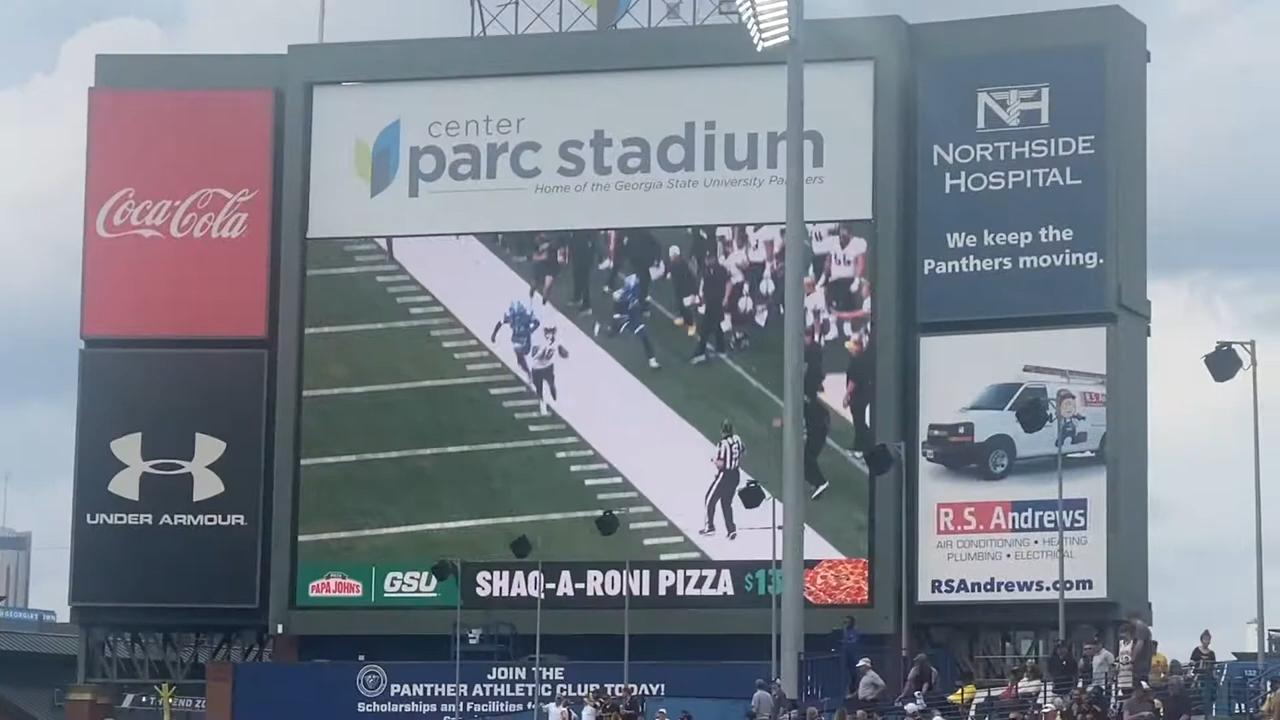 center
parc stadium
Home of the Georgia State University Partners
Coca-Cola
NH
NORTHSIDE
HOSPITAL
We keep the
Panthers moving.
UNDER ARMOUR
R.S. Andrews
AIR CONDITIONING • HEATING
PLUMBING • ELECTRICAL
RSAndrews.com
PAPA JOHNS
GSU
SHAQ-A-RONI PIZZA
JOIN THE
PANTHER ATHLETIC CLUB TODAY!
Scholarships and Facilities